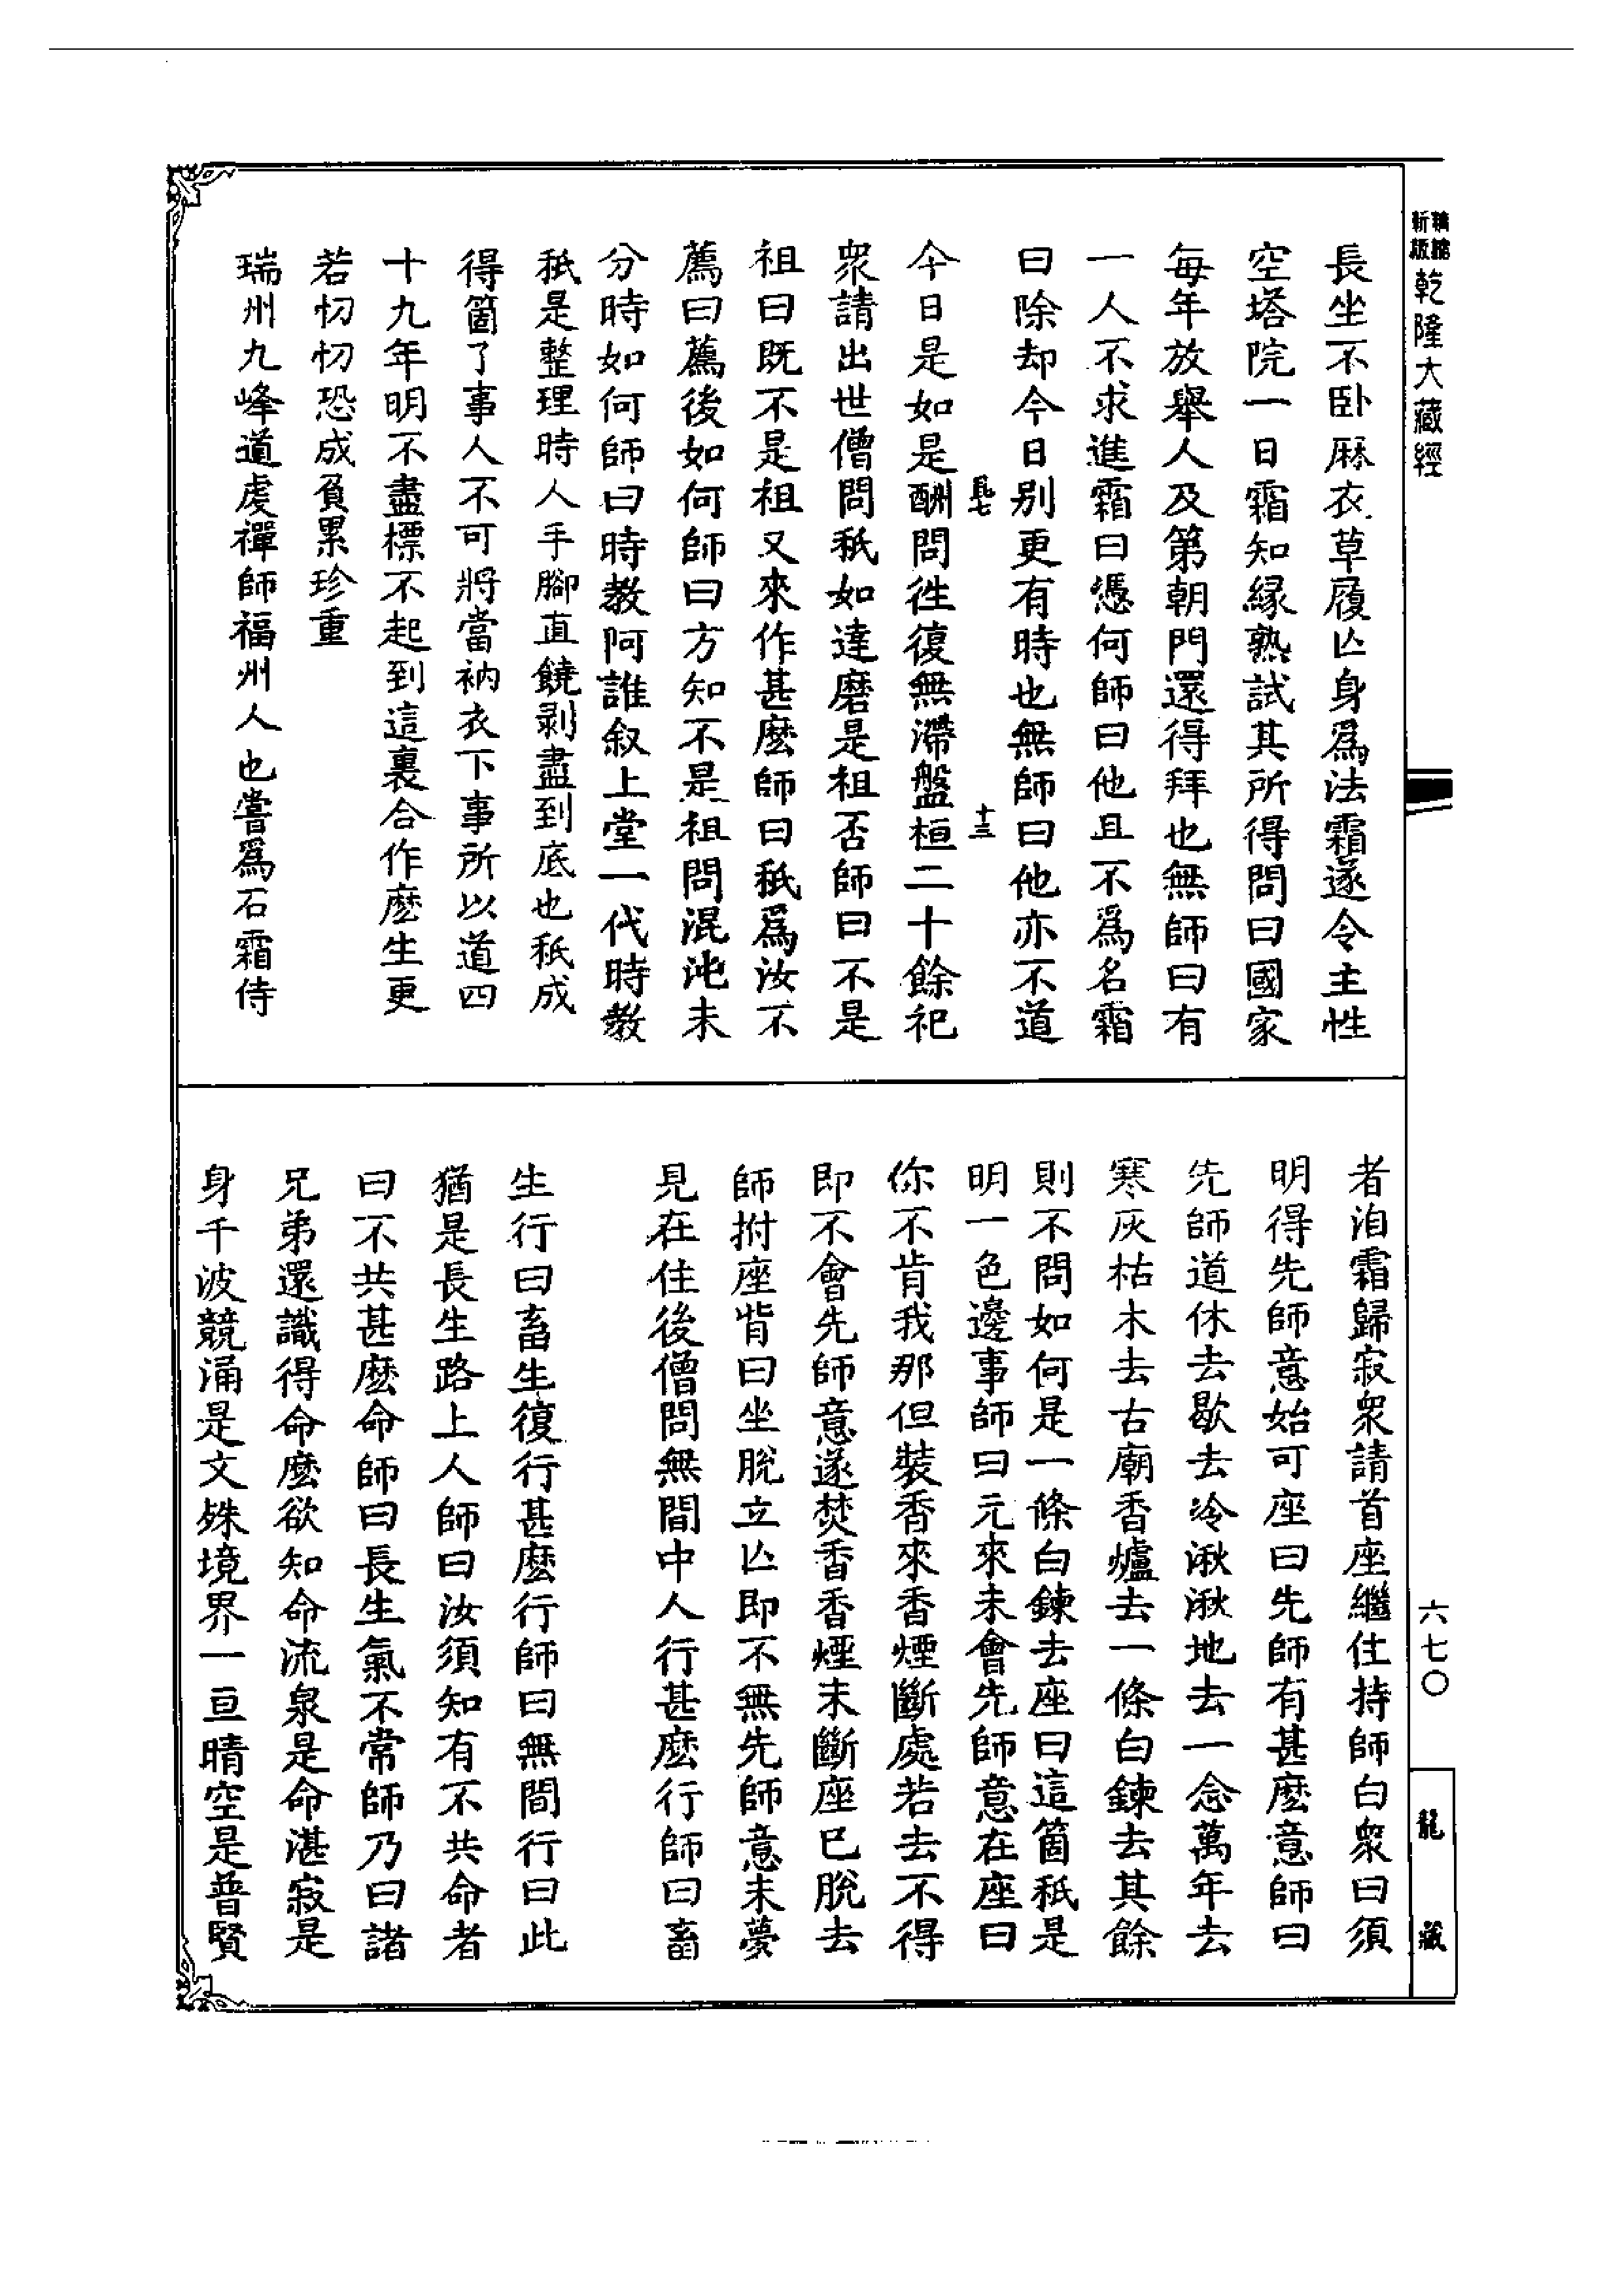 新版精縮乾隆大藏經
長坐不卧麻衣草履亡身爲法霜遂令主性
空塔院一日霜知緣熟試其所得問曰國家
每年放舉人及第朝門還得拜也無師曰有
一人不求進霜曰憑何師曰他且不爲名霜
曰除却今日别更有時也無師曰他亦不道
十三
今日是如是酬問徃復無滯盤桓二十餘祀
衆請出世僧問秖如達磨是祖否師曰不是
祖曰既不是祖又來作甚麽師曰秖爲汝不
薦曰薦後如何師曰方知不是祖問混沌未
分時如何師曰時教阿誰叙上堂一代時教
秖是整理時人手腳直饒剥盡到底也秖成
得箇了事人不可將當衲衣下事所以道四
十九年明不盡標不起到這裏合作麽生更
若忉忉恐成負累珍重
瑞州九峰道虔禪師福州人也嘗爲石霜侍
者洎霜歸寂衆請首座繼住持師白衆曰須
明得先師意始可座曰先師有甚麽意師曰
先師道休去歇去冷湫湫地去一念萬年去
寒灰枯木去古廟香爐去一條白鍊去其餘
則不問如何是一條白鍊去座曰這箇秖是
明一色邊事師曰元來未會先師意在座曰
你不肯我那但裝香來香煙斷處若去不得
即不會先師意遂焚香香煙未斷座已脫去
師拊座背曰坐脫立亡即不無先師意未夢
見在住後僧問無間中人行甚麽行師曰畜
生行曰畜生復行甚麽行師曰無間行曰此
猶是長生路上人師曰汝須知有不共命者
曰不共甚麽命師曰長生氣不常師乃曰諸
兄弟還識得命麽欲知命流泉是命湛寂是
身千波競涌是文殊境界一亘晴空是普賢
六七〇
龍藏